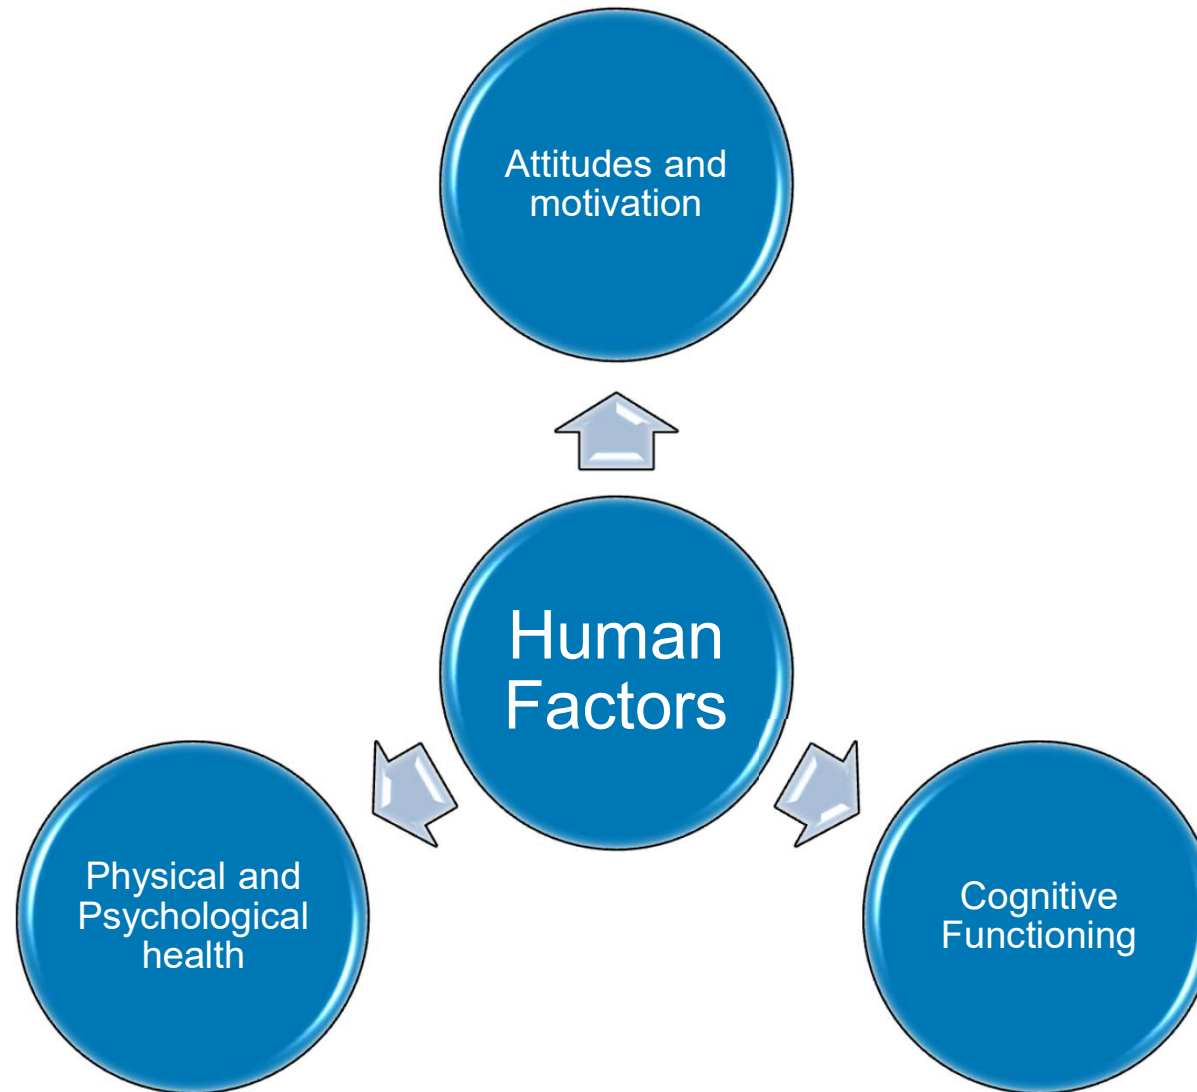 Attitudes and
motivation
Human
Factors
Physical and
Psychological
health
Cognitive
Functioning